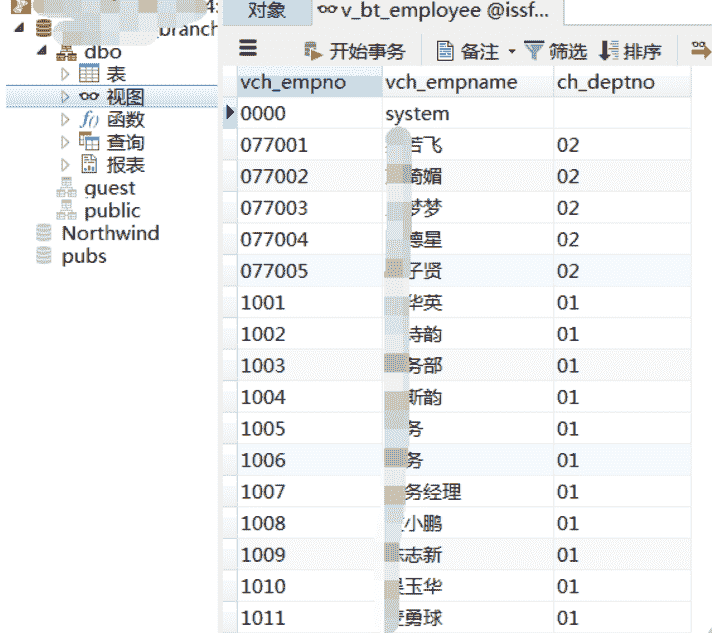 branch
dbo
表
视图
函数
查询
报表
guest
public
Northwind
pubs
对象 v_bt_employee @issf...
开始事务 备注 筛选 排序
vch_empno vch_empname ch_deptno
0000 system
077001 若飞 02
077002 琦媚 02
077003 梦梦 02
077004 德星 02
077005 子贤 02
1001 华英 01
1002 诗韵 01
1003 务部 01
1004 斯韵 01
1005 务 01
1006 务 01
1007 务经理 01
1008 小鹏 01
1009 志新 01
1010 玉华 01
1011 勇球 01